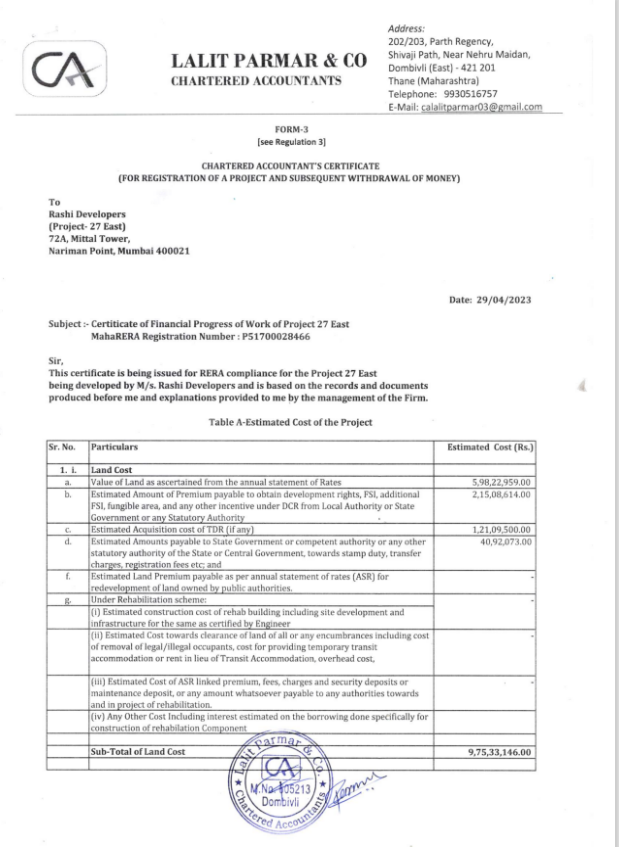 CA
LALIT PARMAR & CO
CHARTERED ACCOUNTANTS
Address:
202/203, Parth Regency,
Shivaji Path, Near Nehru Maidan,
Dombivli (East) - 421 201
Thane (Maharashtra)
Telephone: 9930516757
E-Mail: calalitparmar03@gmail.com
FORM-3
[see Regulation 3]
CHARTERED ACCOUNTANT'S CERTIFICATE
(FOR REGISTRATION OF A PROJECT AND SUBSEQUENT WITHDRAWAL OF MONEY)
To
Rashi Developers
(Project- 27 East)
72A, Mittal Tower,
Nariman Point, Mumbai 400021
Date: 29/04/2023
Subject :- Certificate of Financial Progress of Work of Project 27 East
MahaRERA Registration Number : P51700028466
Sir,
This certificate is being issued for RERA compliance for the Project 27 East
being developed by M/s. Rashi Developers and is based on the records and documents
produced before me and explanations provided to me by the management of the Firm.
Table A-Estimated Cost of the Project
Sr. No. Particulars Estimated Cost (Rs.)
1. i. Land Cost
a. Value of Land as ascertained from the annual statement of Rates 5,98,22,959.00
b. Estimated Amount of Premium payable to obtain development rights, FSI, additional 2,15,08,614.00
FSI, fungible area, and any other incentive under DCR from Local Authority or State
Government or any Statutory Authority
c. Estimated Acquisition cost of TDR (if any) 1,21,09,500.00
d. Estimated Amounts payable to State Government or competent authority or any other 40,92,073.00
statutory authority of the State or Central Government, towards stamp duty, transfer
charges, registration fees etc; and
f. Estimated Land Premium payable as per annual statement of rates (ASR) for -
redevelopment of land owned by public authorities.
g. Under Rehabilitation scheme: -
(i) Estimated construction cost of rehab building including site development and
infrastructure for the same as certified by Engineer
(ii) Estimated Cost towards clearance of land of all or any encumbrances including cost -
of removal of legal/illegal occupants, cost for providing temporary transit
accommodation or rent in lieu of Transit Accommodation, overhead cost,
(iii) Estimated Cost of ASR linked premium, fees, charges and security deposits or -
maintenance deposit, or any amount whatsoever payable to any authorities towards
and in project of rehabilitation.
(iv) Any Other Cost Including interest estimated on the borrowing done specifically for
construction of rehabilation Component
Sub-Total of Land Cost 9,75,33,146.00
Lalit Parmar & Co.
CA
M.No. 105213
Dombivli
★ Chartered Accountants ★